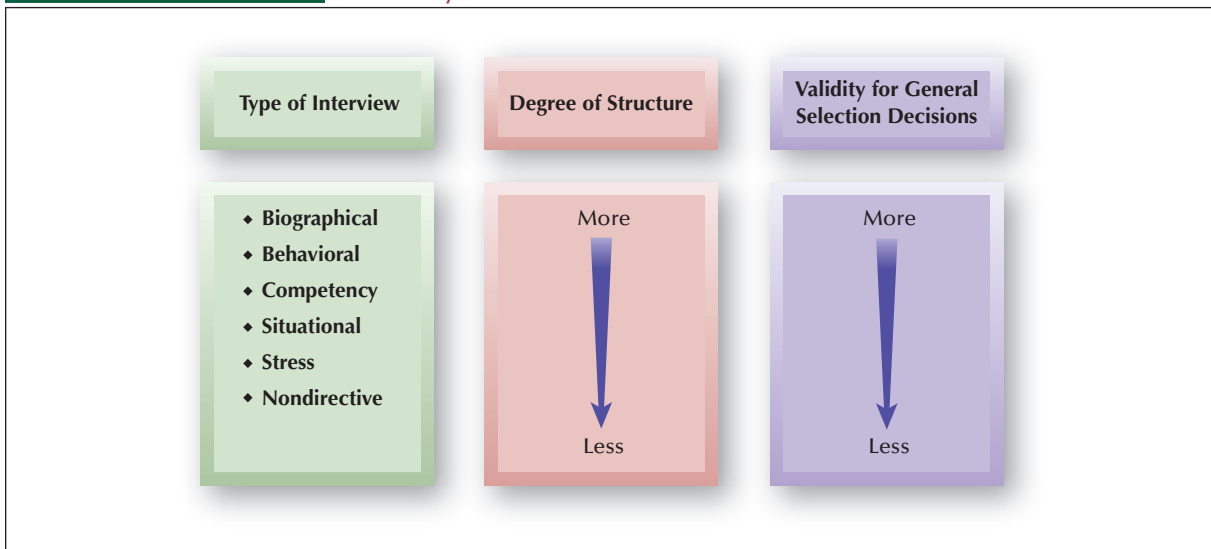 Type of Interview
Degree of Structure
Validity for General
Selection Decisions
◆ Biographical
◆ Behavioral
◆ Competency
◆ Situational
◆ Stress
◆ Nondirective
More
Less
More
Less